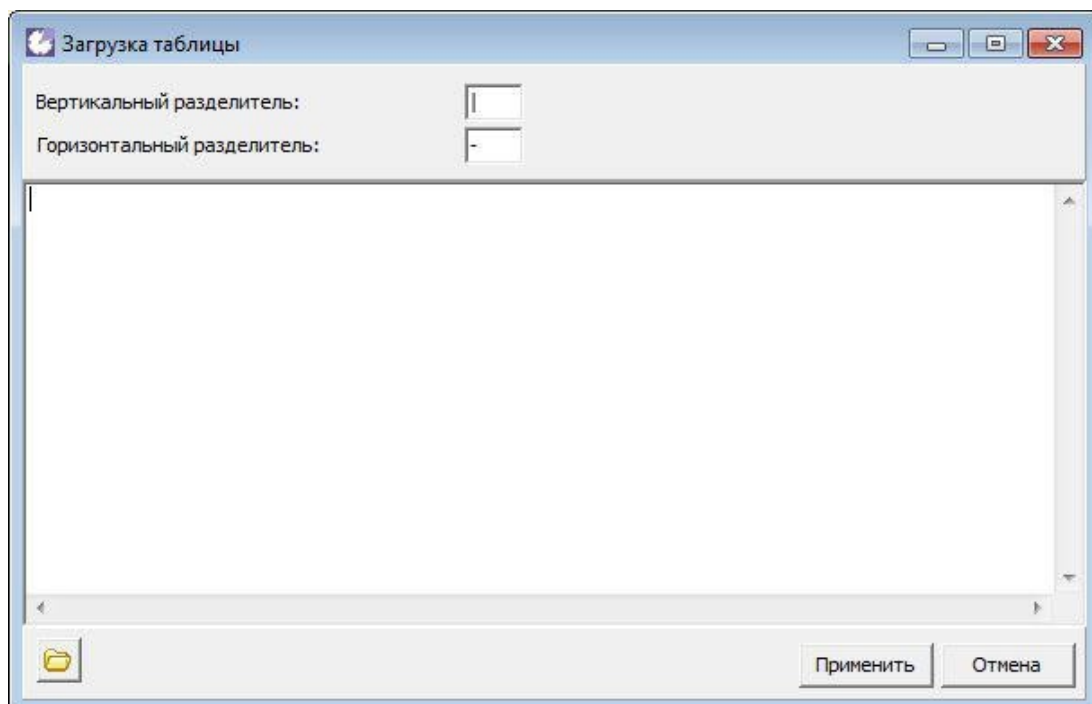 Загрузка таблицы
Вертикальный разделитель: |
Горизонтальный разделитель: -
Применить Отмена